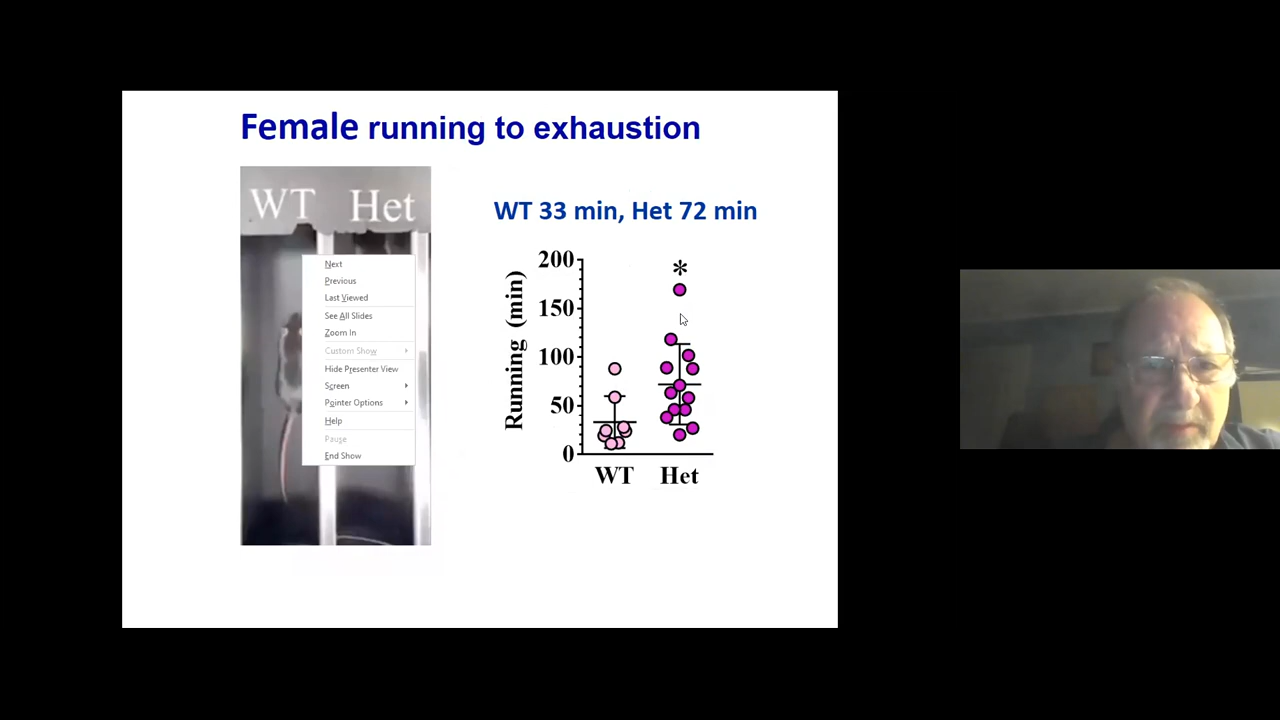 Female running to exhaustion
WT Het
Next
Previous
Last Viewed
See All Slides
Zoom In
Custom Show
Hide Presenter View
Screen
Pointer Options
Help
Pause
End Show
WT 33 min, Het 72 min
Running (min)
200
150
100
50
0
*
WT Het